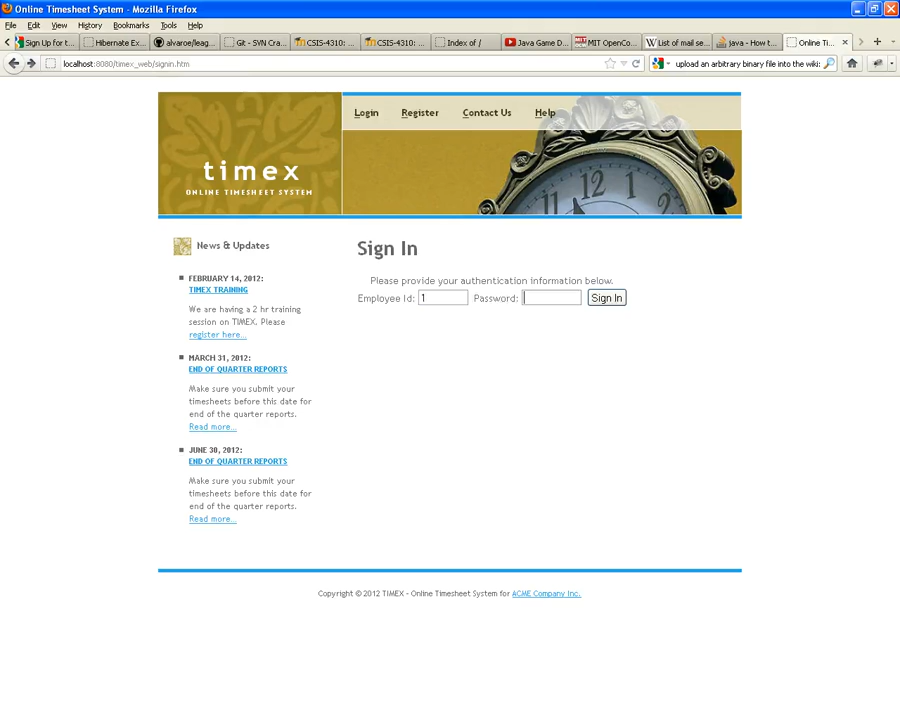 Online Timesheet System - Mozilla Firefox
File Edit View History Bookmarks Tools Help
Sign Up for t...
Hibernate Ex...
alvaroe/leag...
Git - SVN Cra...
CSIS-4310: ...
CSIS-4310: ...
Index of /
Java Game D...
MIT OpenCo...
List of mail se...
java - How t...
Online Ti...
localhost:8080/timex_web/signin.htm
upload an arbitrary binary file into the wiki:
Login Register Contact Us Help
timex
ONLINE TIMESHEET SYSTEM
12 1
News & Updates
FEBRUARY 14, 2012:
TIMEX TRAINING
We are having a 2 hr training
session on TIMEX. Please
register here...
MARCH 31, 2012:
END OF QUARTER REPORTS
Make sure you submit your
timesheets before this date for
end of the quarter reports.
Read more...
JUNE 30, 2012:
END OF QUARTER REPORTS
Make sure you submit your
timesheets before this date for
end of the quarter reports.
Read more...
Sign In
Please provide your authentication information below.
Employee Id: 1 Password: Sign In
Copyright © 2012 TIMEX - Online Timesheet System for ACME Company Inc.